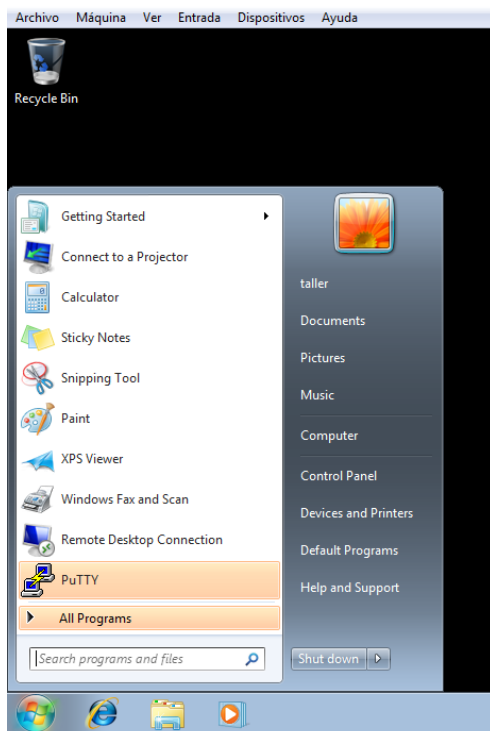 Archivo Máquina Ver Entrada Dispositivos Ayuda
Recycle Bin
Getting Started
Connect to a Projector
Calculator
Sticky Notes
Snipping Tool
Paint
XPS Viewer
Windows Fax and Scan
Remote Desktop Connection
PuTTY
All Programs
Search programs and files
taller
Documents
Pictures
Music
Computer
Control Panel
Devices and Printers
Default Programs
Help and Support
Shut down